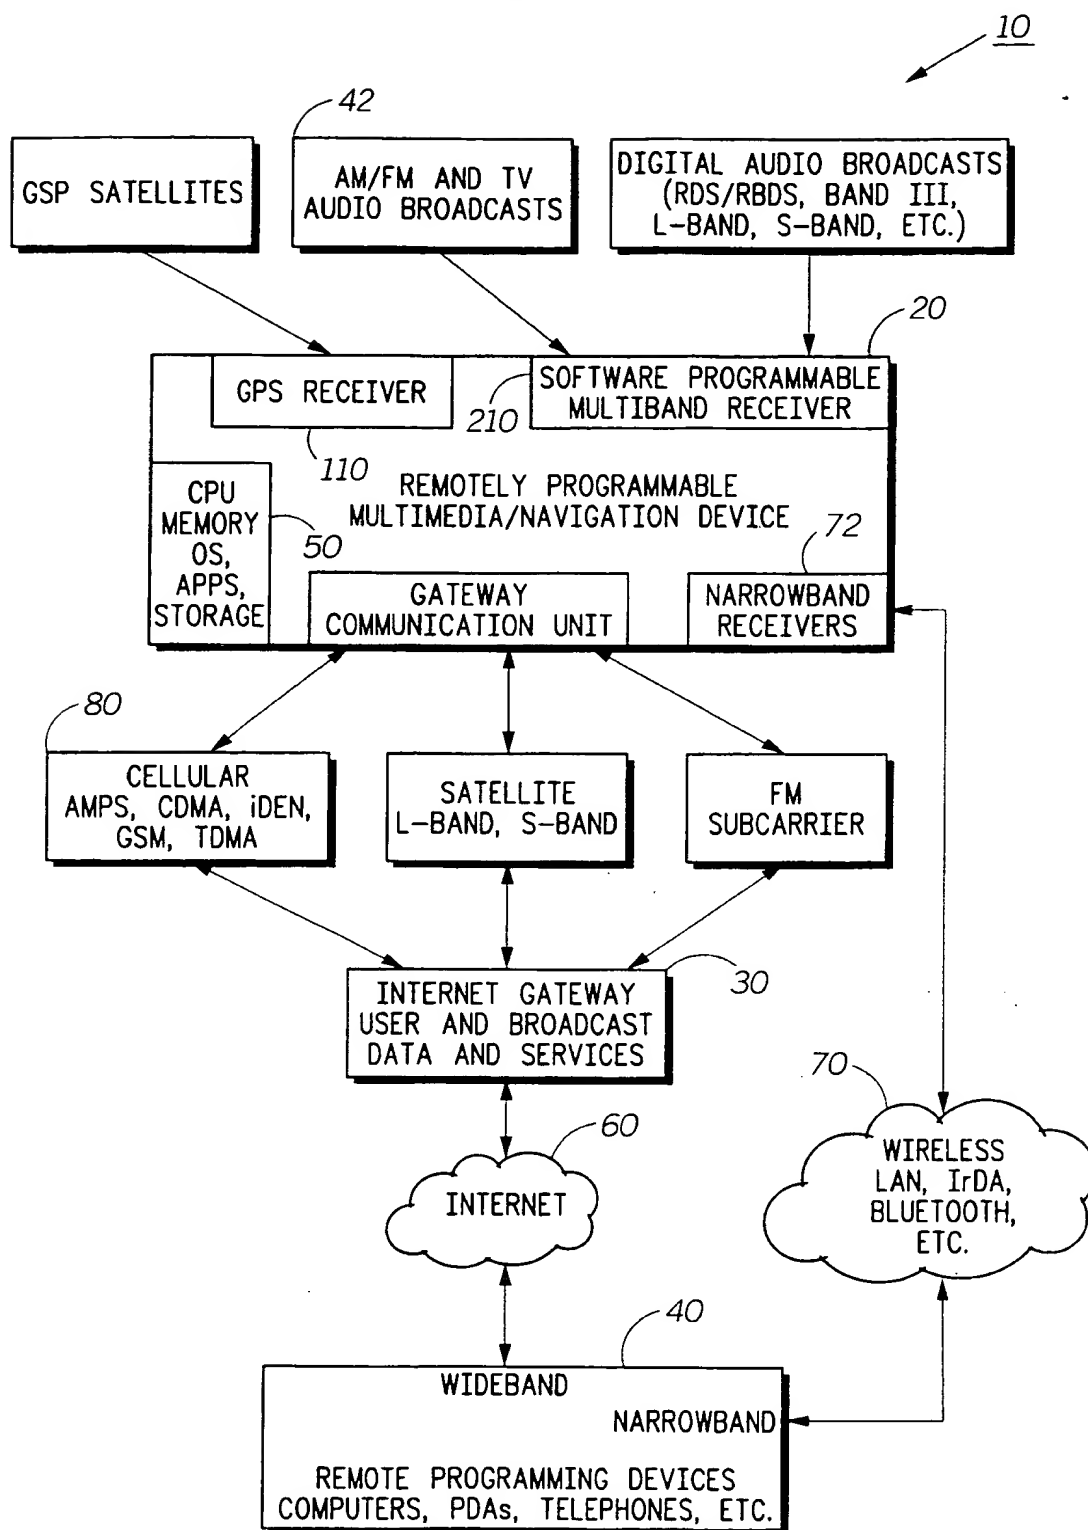 10
42
GSP SATELLITES
AM/FM AND TV
AUDIO BROADCASTS
DIGITAL AUDIO BROADCASTS
(RDS/RBDS, BAND III,
L-BAND, S-BAND, ETC.)
20
GPS RECEIVER
210
SOFTWARE PROGRAMMABLE
MULTIBAND RECEIVER
110
CPU
MEMORY
OS,
APPS,
STORAGE
50
REMOTELY PROGRAMMABLE
MULTIMEDIA/NAVIGATION DEVICE
72
GATEWAY
COMMUNICATION UNIT
NARROWBAND
RECEIVERS
80
CELLULAR
AMPS, CDMA, iDEN,
GSM, TDMA
SATELLITE
L-BAND, S-BAND
FM
SUBCARRIER
30
INTERNET GATEWAY
USER AND BROADCAST
DATA AND SERVICES
60
INTERNET
70
WIRELESS
LAN, IrDA,
BLUETOOTH,
ETC.
40
WIDEBAND
NARROWBAND
REMOTE PROGRAMMING DEVICES
COMPUTERS, PDAs, TELEPHONES, ETC.